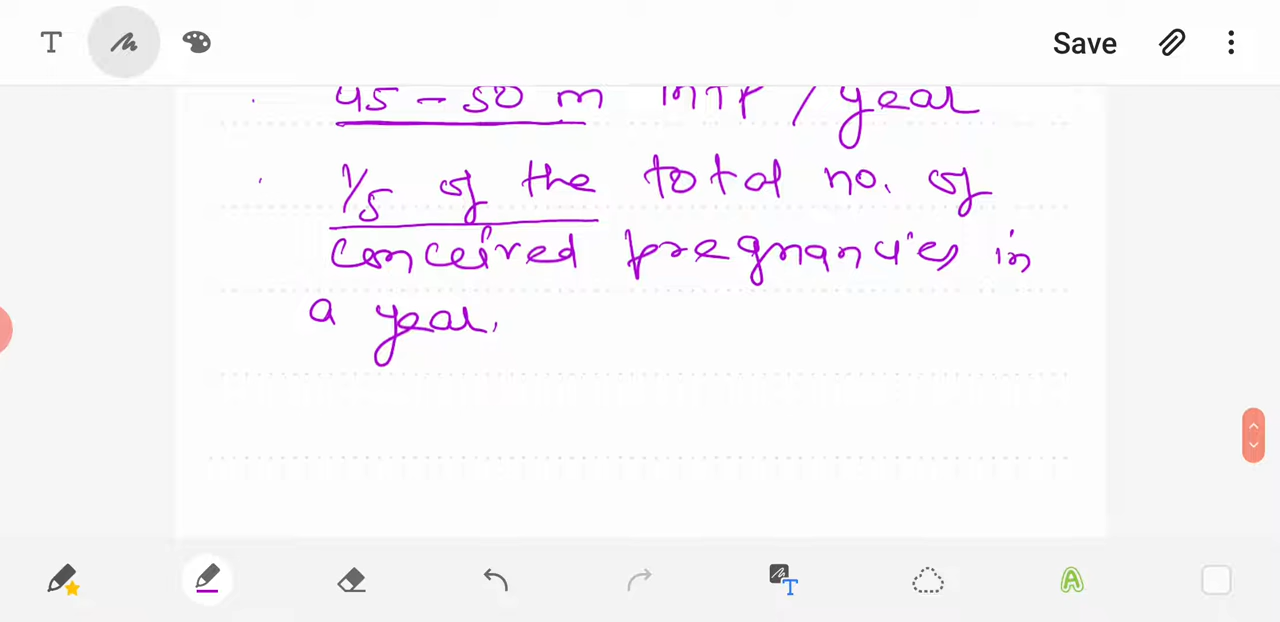 T Save
45 - 50 m MTP / year
1/5 of the total no. of
conceived pregnancies in
a year.
T
A